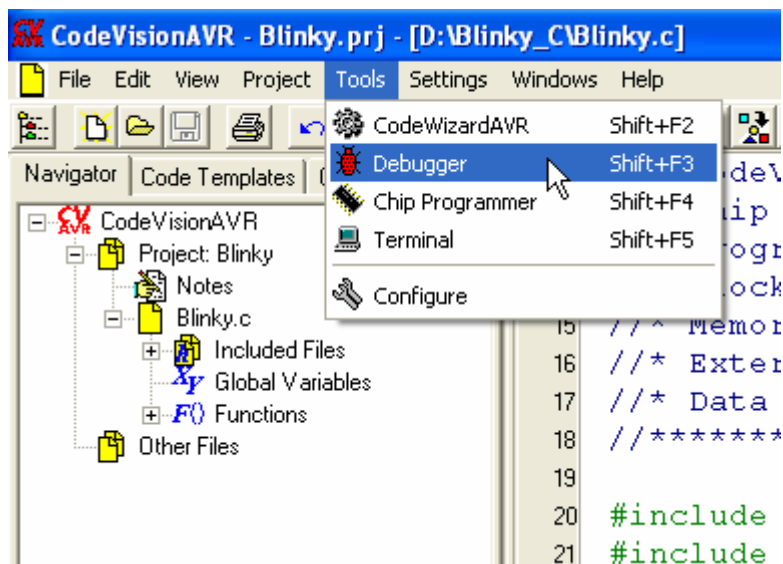 CodeVisionAVR - Blinky.prj - [D:\Blinky_C\Blinky.c]
File Edit View Project Tools Settings Windows Help
CodeWizardAVR Shift+F2
Debugger Shift+F3
Chip Programmer Shift+F4
Terminal Shift+F5
Configure
Navigator Code Templates
CodeVisionAVR
Project: Blinky
Notes
Blinky.c
Included Files
Global Variables
F() Functions
Other Files
15 //* Memor
16 //* Exter
17 //* Data
18 //*******
19
20 #include
21 #include